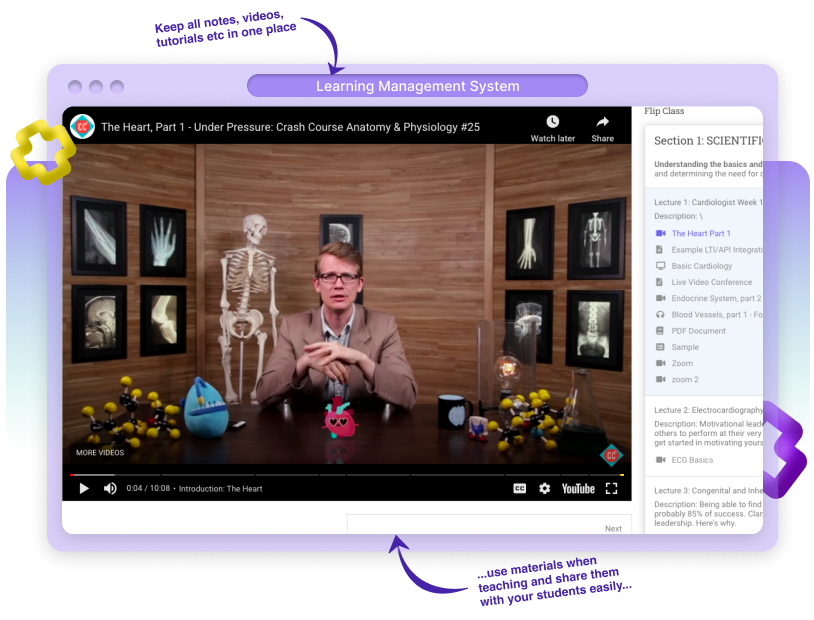 Keep all notes, videos,
tutorials etc in one place
Learning Management System
CC
The Heart, Part 1 - Under Pressure: Crash Course Anatomy & Physiology #25
Watch later
Share
MORE VIDEOS
CC
0:04 / 10:08 • Introduction: The Heart
CC
YouTube
Next
Flip Class
Section 1: SCIENTIFI
Understanding the basics and
and determining the need for c
Lecture 1: Cardiologist Week 1
Description: \
The Heart Part 1
Example LTI/API Integrati
Basic Cardiology
Live Video Conference
Endocrine System, part 2
Blood Vessels, part 1 - Fo
PDF Document
Sample
Zoom
zoom 2
Lecture 2: Electrocardiography
Description: Motivational lead
others to perform at their very
get started in motivating yours
ECG Basics
Lecture 3: Congenital and Inhe
Description: Being able to find
probably 85% of success. Clar
leadership. Here's why.
...use materials when
teaching and share them
with your students easily...